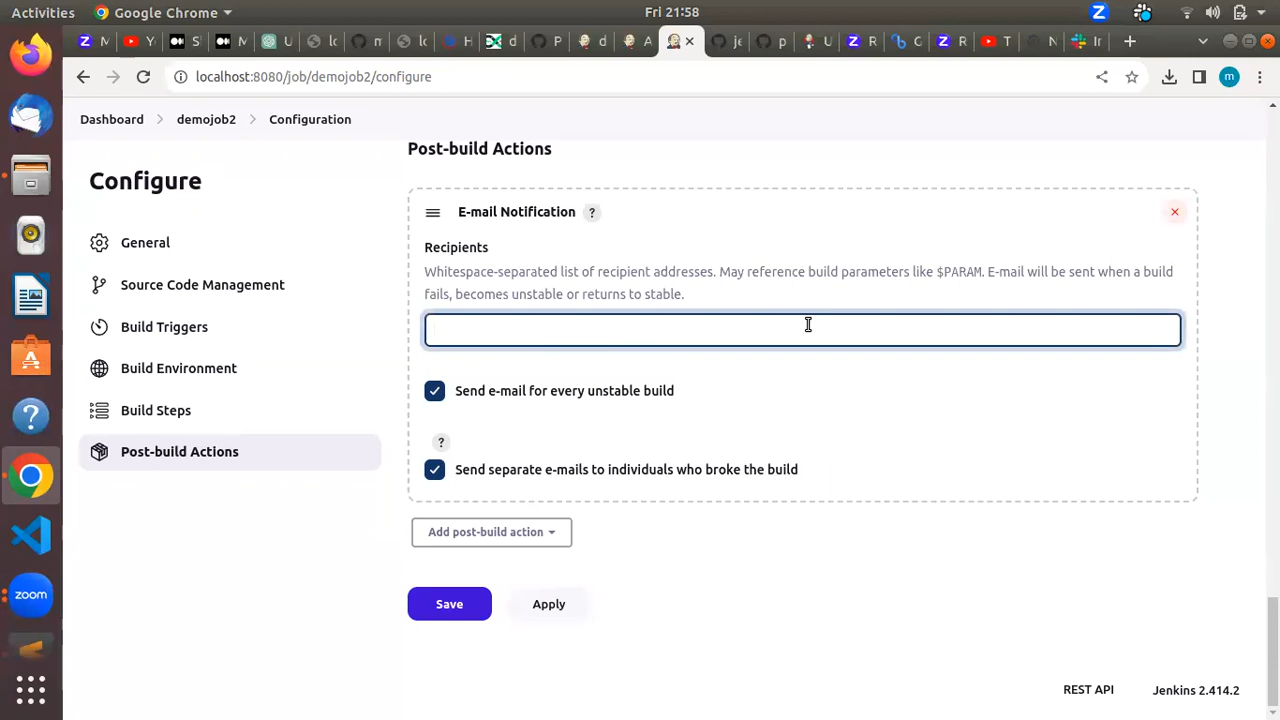 Activities Google Chrome Fri 21:58
M Y S M U lo m lo H d P d A je p U R C R T N Ir
localhost:8080/job/demojob2/configure m
Dashboard demojob2 Configuration
Configure
General
Source Code Management
Build Triggers
Build Environment
Build Steps
Post-build Actions
Post-build Actions
E-mail Notification ?
Recipients
Whitespace-separated list of recipient addresses. May reference build parameters like $PARAM. E-mail will be sent when a build
fails, becomes unstable or returns to stable.
Send e-mail for every unstable build
?
Send separate e-mails to individuals who broke the build
Add post-build action
Save Apply
zoom
REST API Jenkins 2.414.2